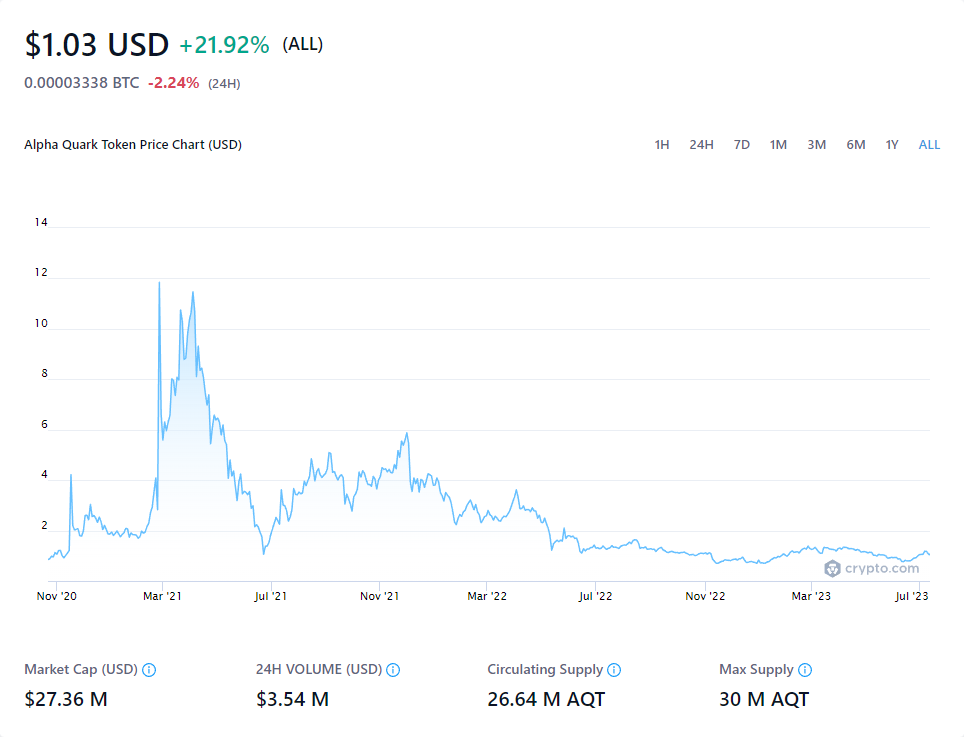 $1.03 USD +21.92% (ALL)
0.00003338 BTC -2.24% (24H)
Alpha Quark Token Price Chart (USD) 1H 24H 7D 1M 3M 6M 1Y ALL
14
12
10
8
6
4
2
crypto.com
Nov '20 Mar '21 Jul '21 Nov '21 Mar '22 Jul '22 Nov '22 Mar '23 Jul '23
Market Cap (USD) 24H VOLUME (USD) Circulating Supply Max Supply
$27.36 M $3.54 M 26.64 M AQT 30 M AQT